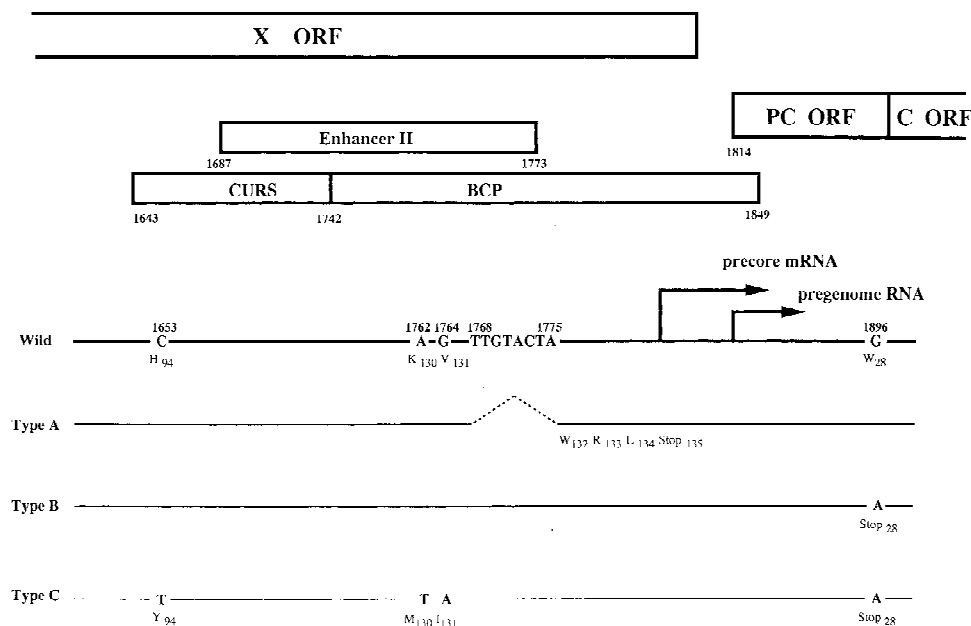 X ORF
PC ORF C ORF
Enhancer II
1687 1773 1814
CURS BCP
1643 1742 1849
precore mRNA
pregenome RNA
1653 1762 1764 1768 1775 1896
Wild C A G TTGTACTA G
H 94 K 130 V 131 W 28
Type A
W 132 R 133 L 134 Stop 135
Type B A
Stop 28
Type C T T A A
Y 94 M 130 I 131 Stop 28